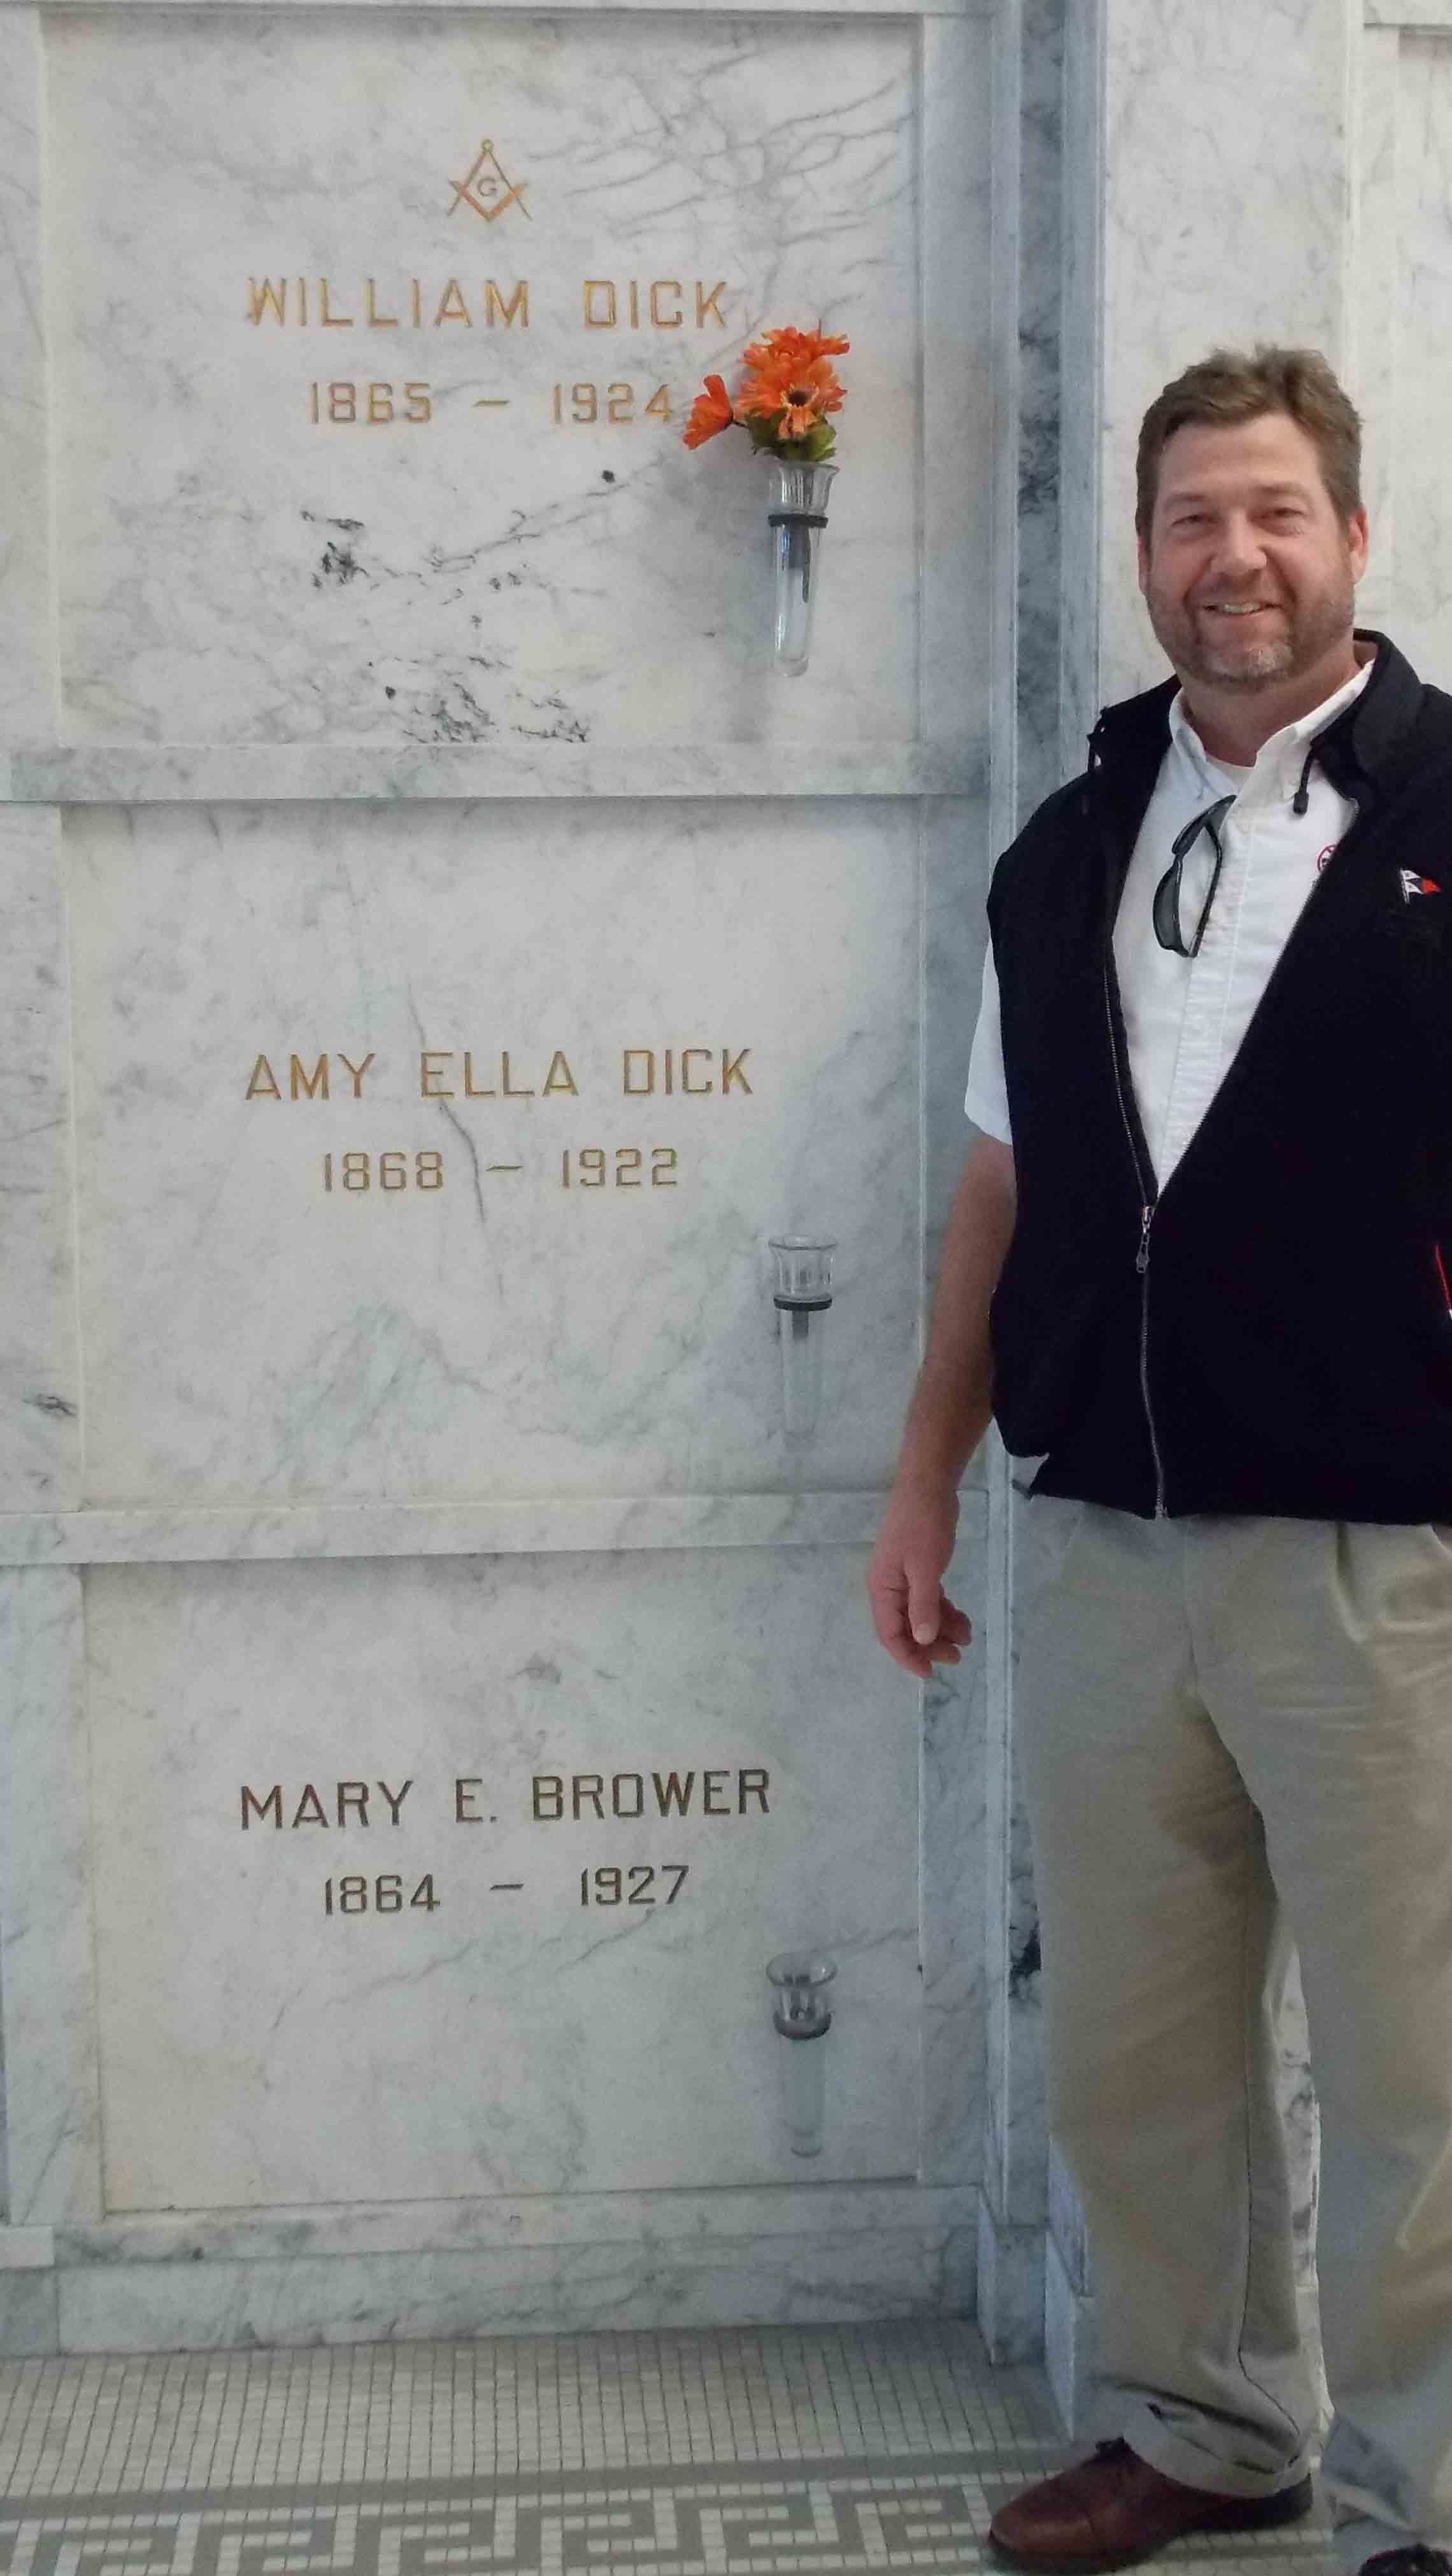 G
WILLIAM DICK
1865 – 1924
AMY ELLA DICK
1868 – 1922
MARY E. BROWER
1864 – 1927